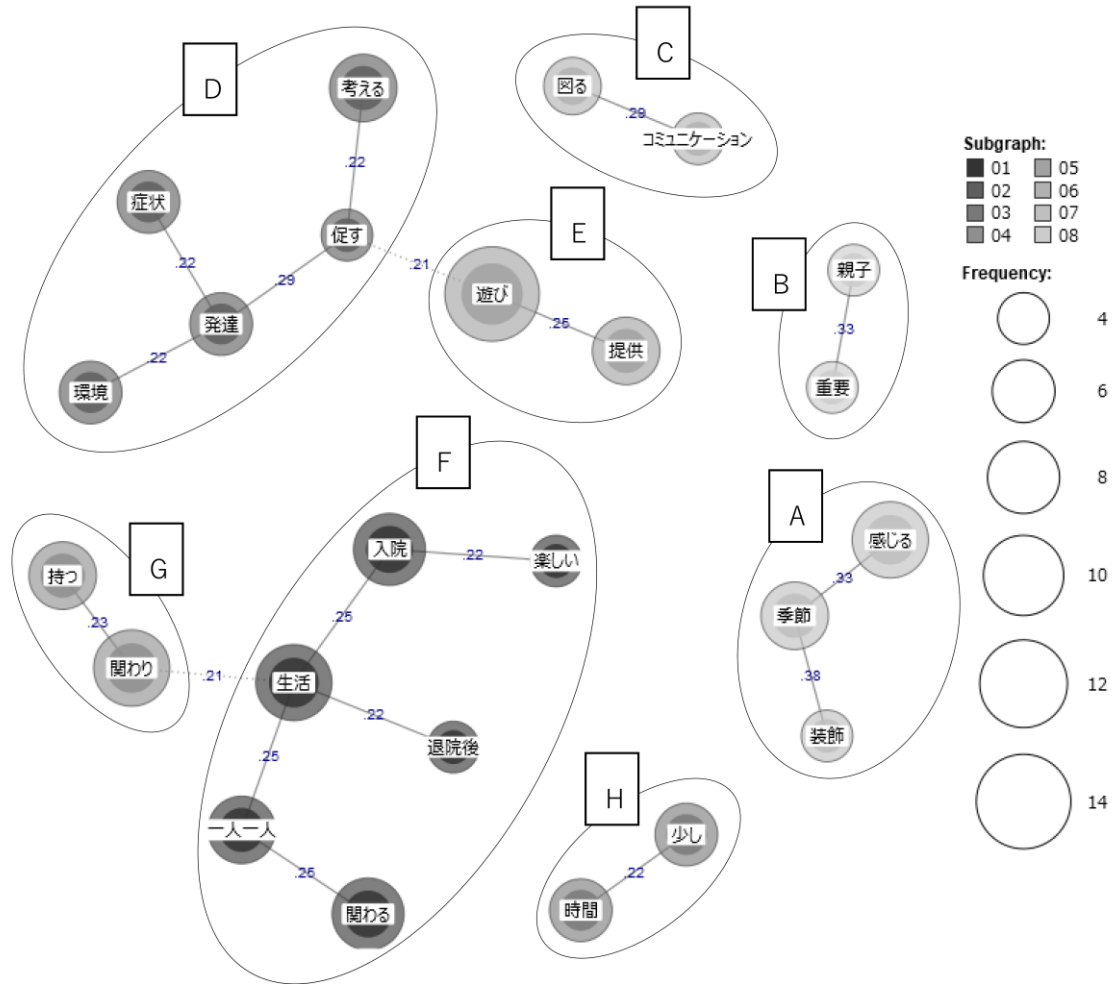 D
考える
.22
症状
促す
.22
.29
発達
.22
環境
C
図る
.29
コミュニケーション
E
.21
遊び
.25
提供
B
親子
.33
重要
Subgraph:
01 05
02 06
03 07
04 08
Frequency:
4
6
8
10
12
14
F
入院
.22
楽しい
.25
生活
.22
退院後
.25
一人一人
.25
関わる
G
持つ
.23
関わり
.21
A
感じる
.33
季節
.38
装飾
H
少し
.22
時間